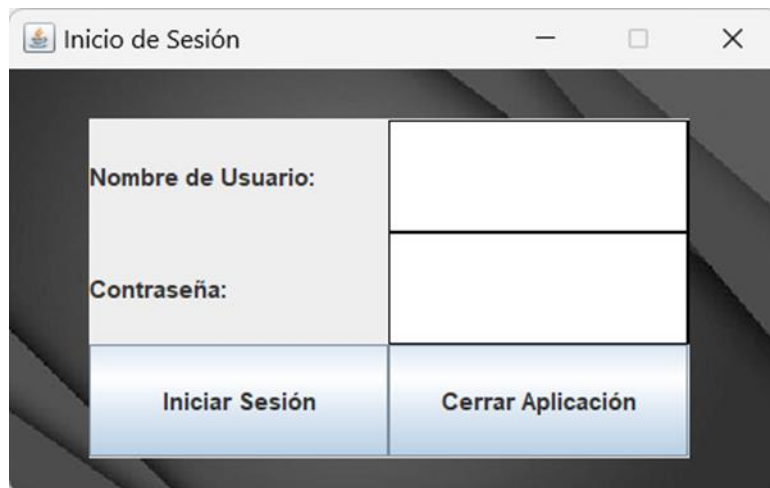 Inicio de Sesión
Nombre de Usuario:
Contraseña:
Iniciar Sesión
Cerrar Aplicación